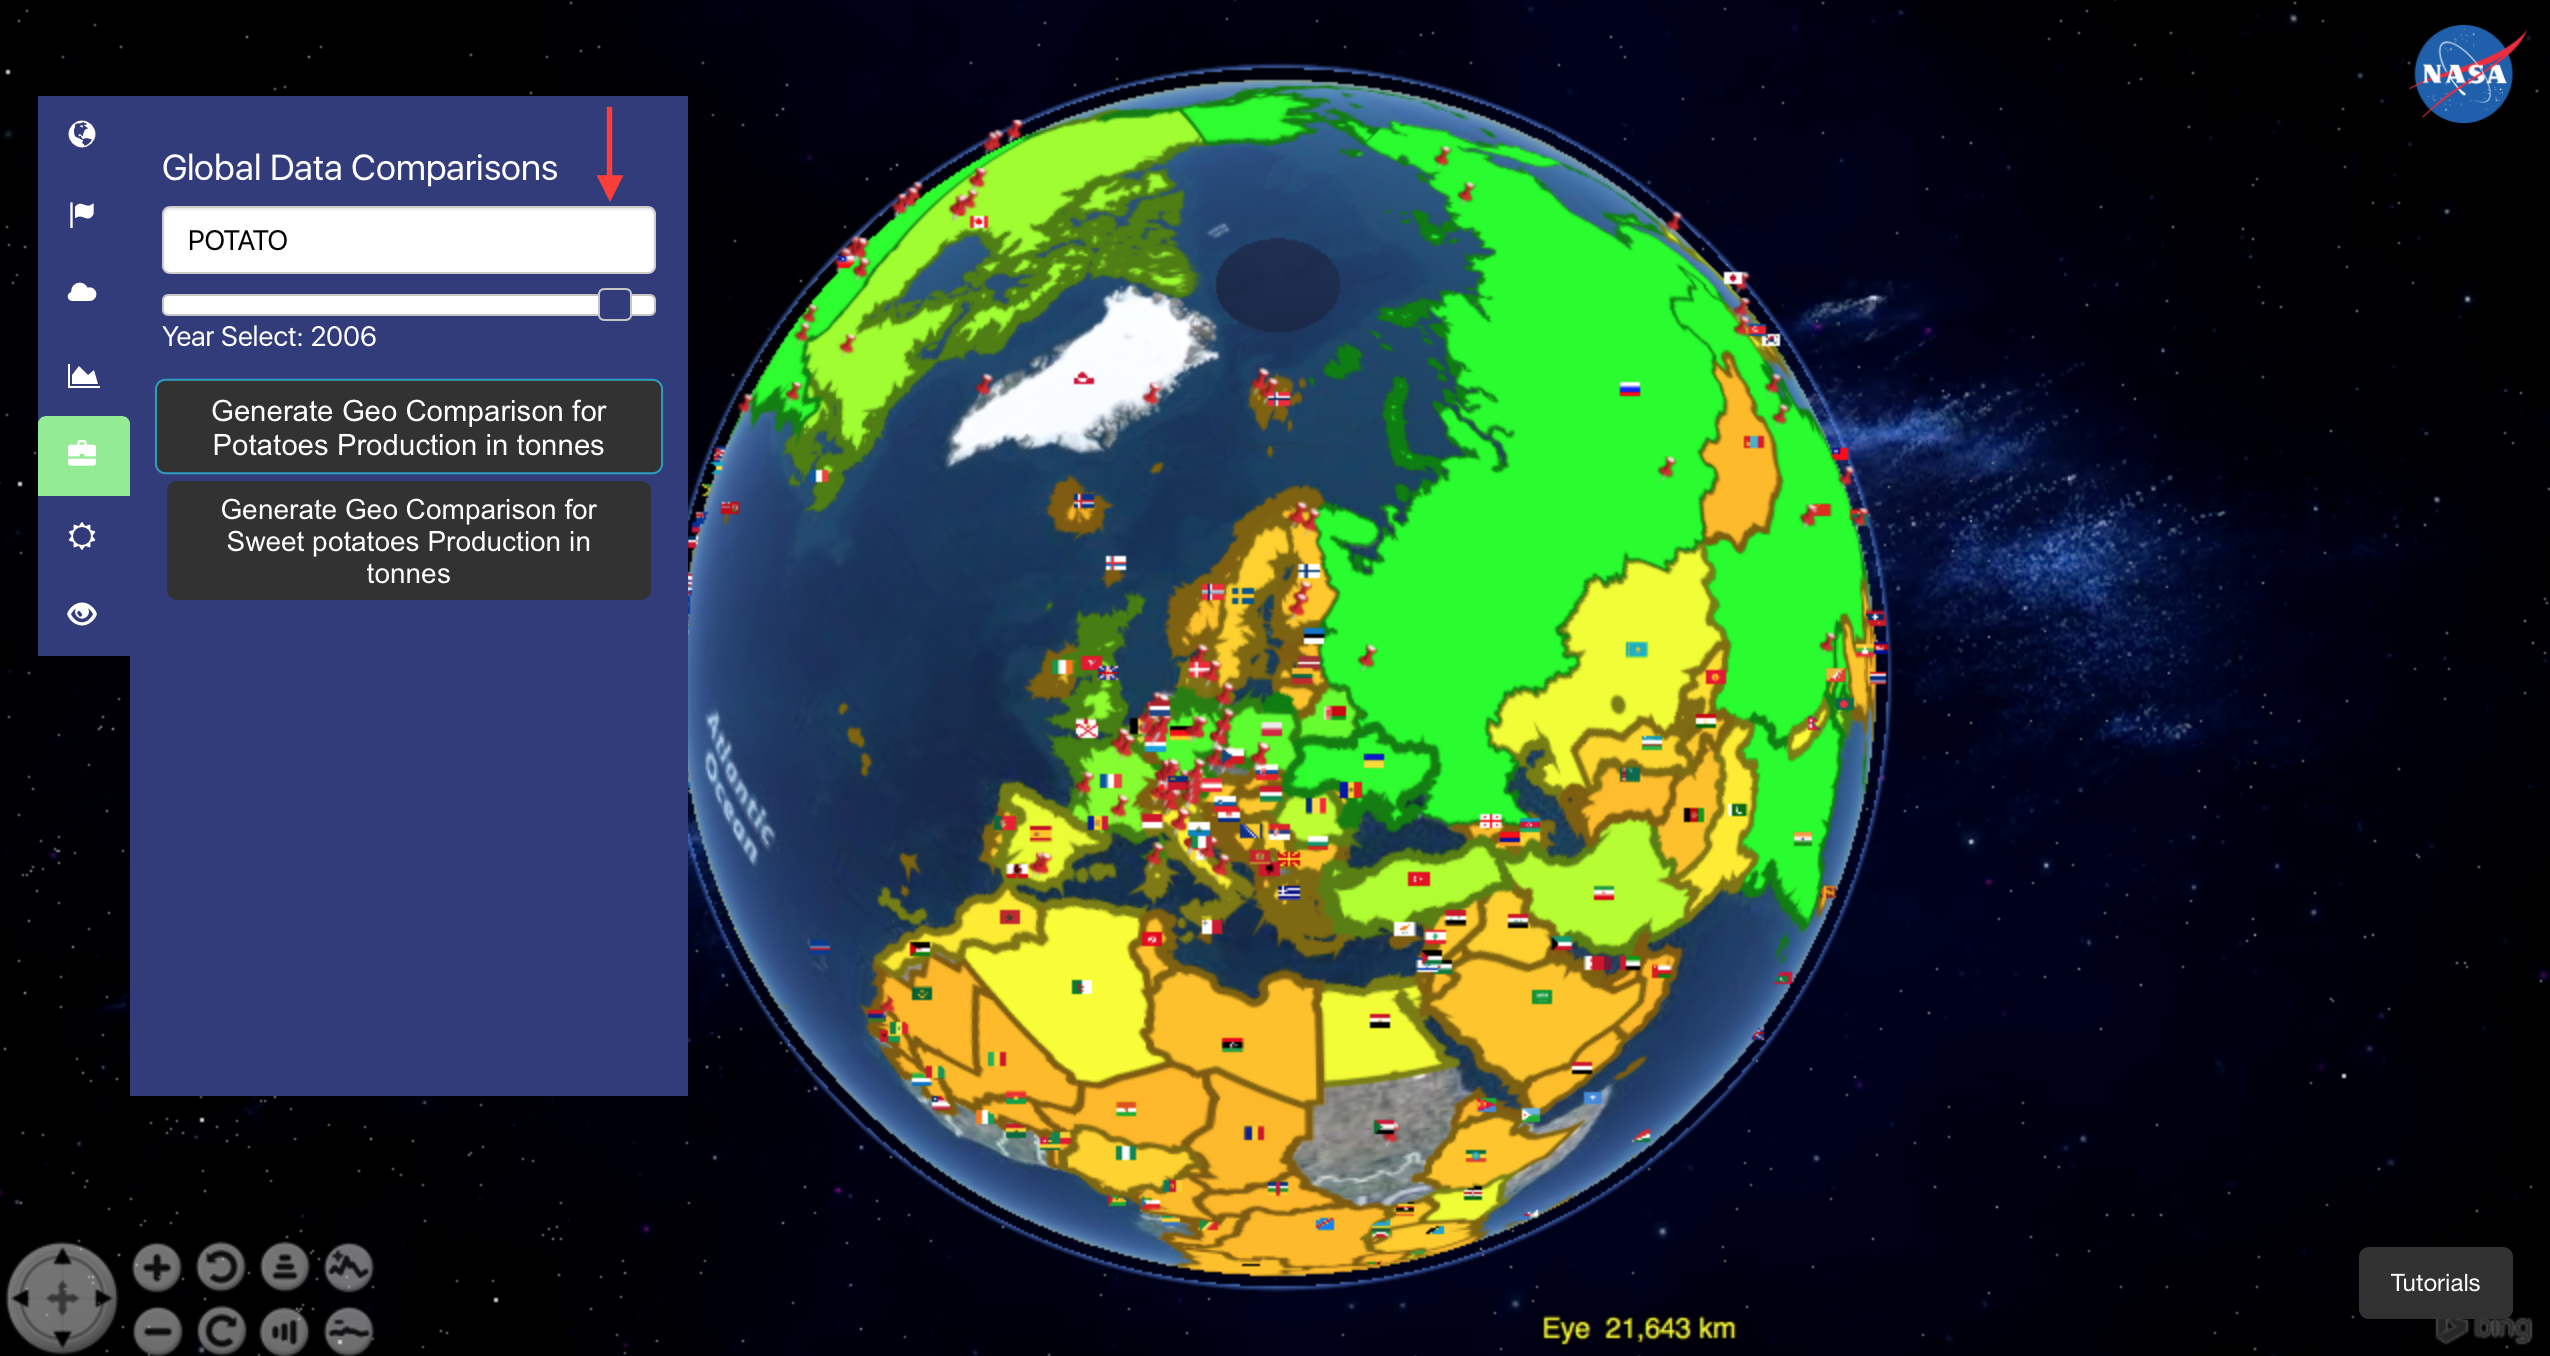 NASA
Global Data Comparisons
POTATO
Year Select: 2006
Generate Geo Comparison for
Potatoes Production in tonnes
Generate Geo Comparison for
Sweet potatoes Production in
tonnes
Atlantic
Ocean
Tutorials
Eye 21,643 km
bing